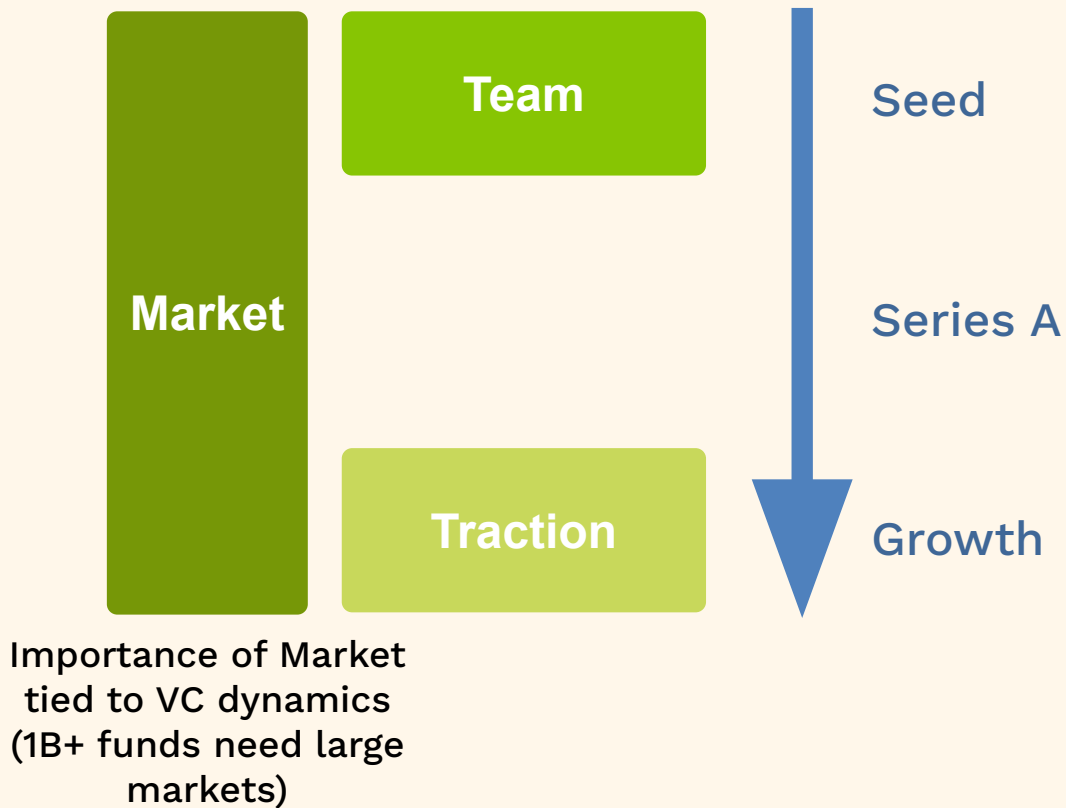 Team
Seed
Market
Series A
Traction
Growth
Importance of Market
tied to VC dynamics
(1B+ funds need large
markets)